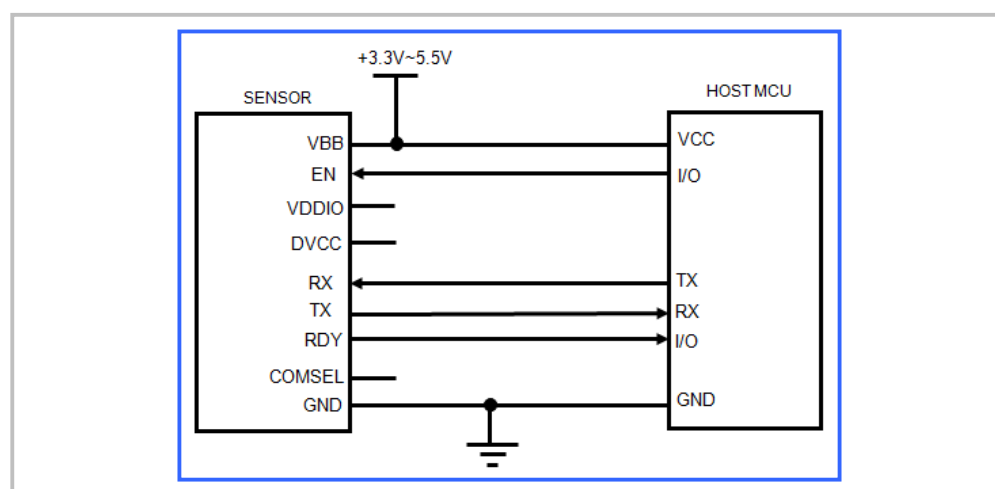 +3.3V~5.5V
SENSOR
HOST MCU
VBB
VCC
EN
I/O
VDDIO
DVCC
RX
TX
TX
RX
RDY
I/O
COMSEL
GND
GND